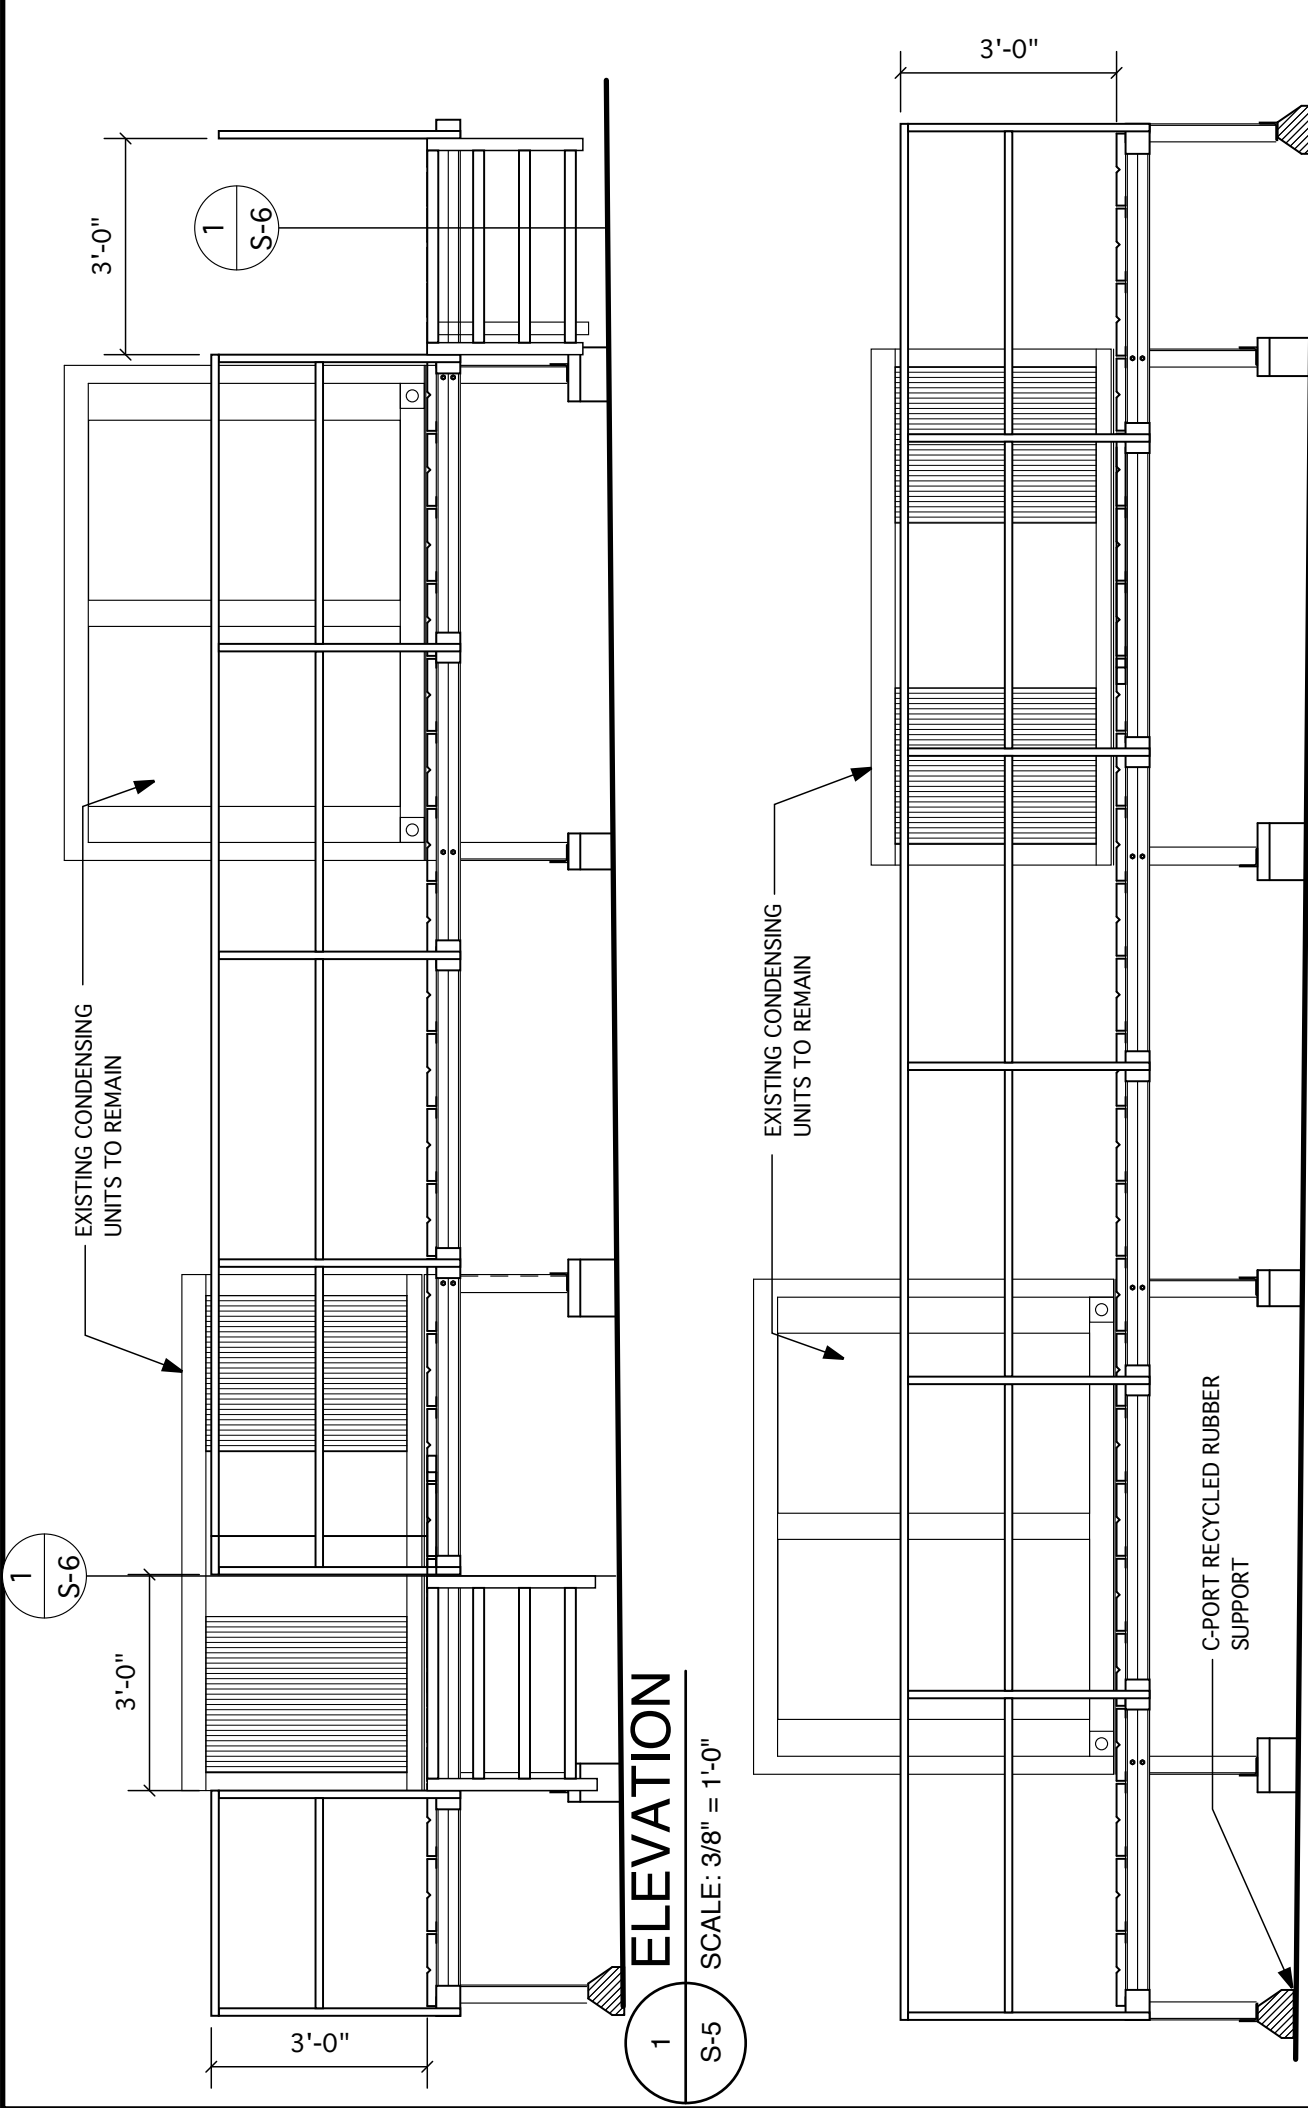 1
S-6
3'-0"
EXISTING CONDENSING
UNITS TO REMAIN
3'-0"
1
S-6
3'-0"
1
S-5
ELEVATION
SCALE: 3/8" = 1'-0"
EXISTING CONDENSING
UNITS TO REMAIN
3'-0"
C-PORT RECYCLED RUBBER
SUPPORT